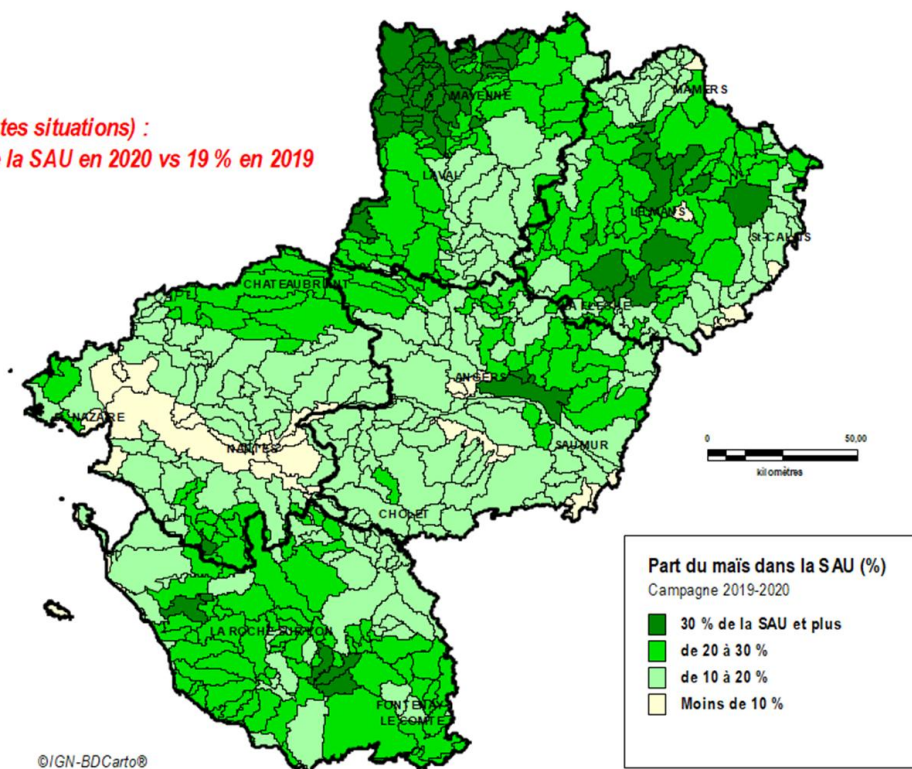 tes situations) :
la SAU en 2020 vs 19 % en 2019
MAYENNE
MAMERS
LAVAL
LE MANS
St-CALAIS
CHATEAUBRIANT
LA FLECHE
ANGERS
NAZAIRE
NANTES
SAUMUR
CHOLET
LA ROCHE SUR YON
FONTENAY
LE COMTE
0 50,00
kilomètres
Part du maïs dans la SAU (%)
Campagne 2019-2020
30 % de la SAU et plus
de 20 à 30 %
de 10 à 20 %
Moins de 10 %
©IGN-BDCarto®